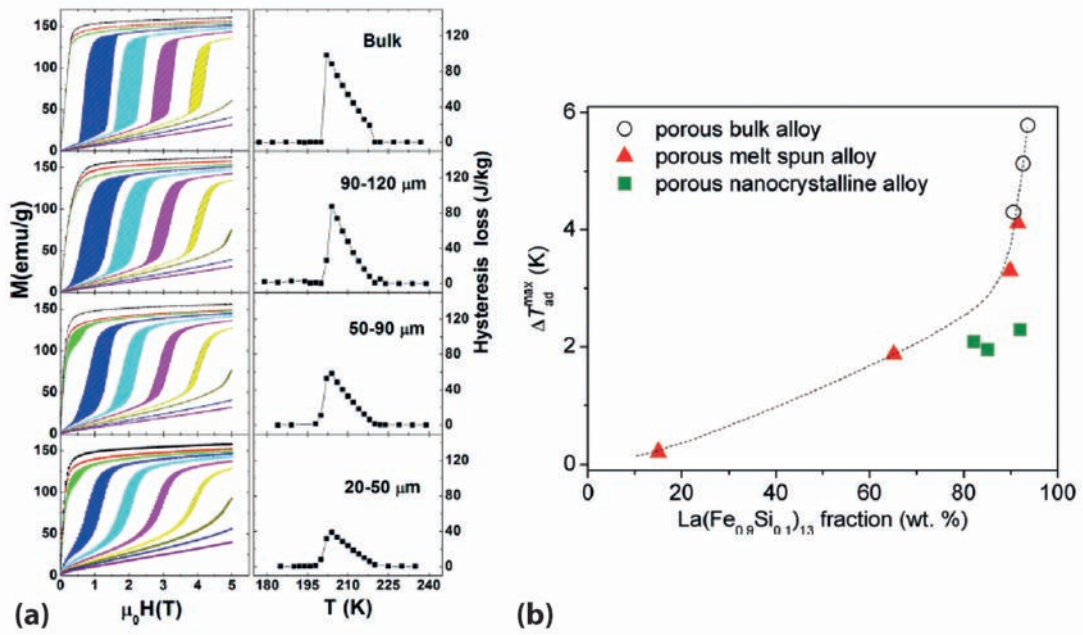 150
100
50
0
Bulk
120
80
40
0
150
100
50
0
90-120 μm
120
80
40
0
150
100
50
0
50-90 μm
120
80
40
0
150
100
50
0
20-50 μm
120
80
40
0
M(emu/g)
Hysteresis loss (J/kg)
0 1 2 3 4 5
180 195 210 225 240
μ₀H(T)
T (K)
(a)
6
4
2
0
porous bulk alloy
porous melt spun alloy
porous nanocrystalline alloy
ΔT_ad^max (K)
0 20 40 60 80 100
La(Fe₀.₉Si₀.₁)₁₃ fraction (wt. %)
(b)